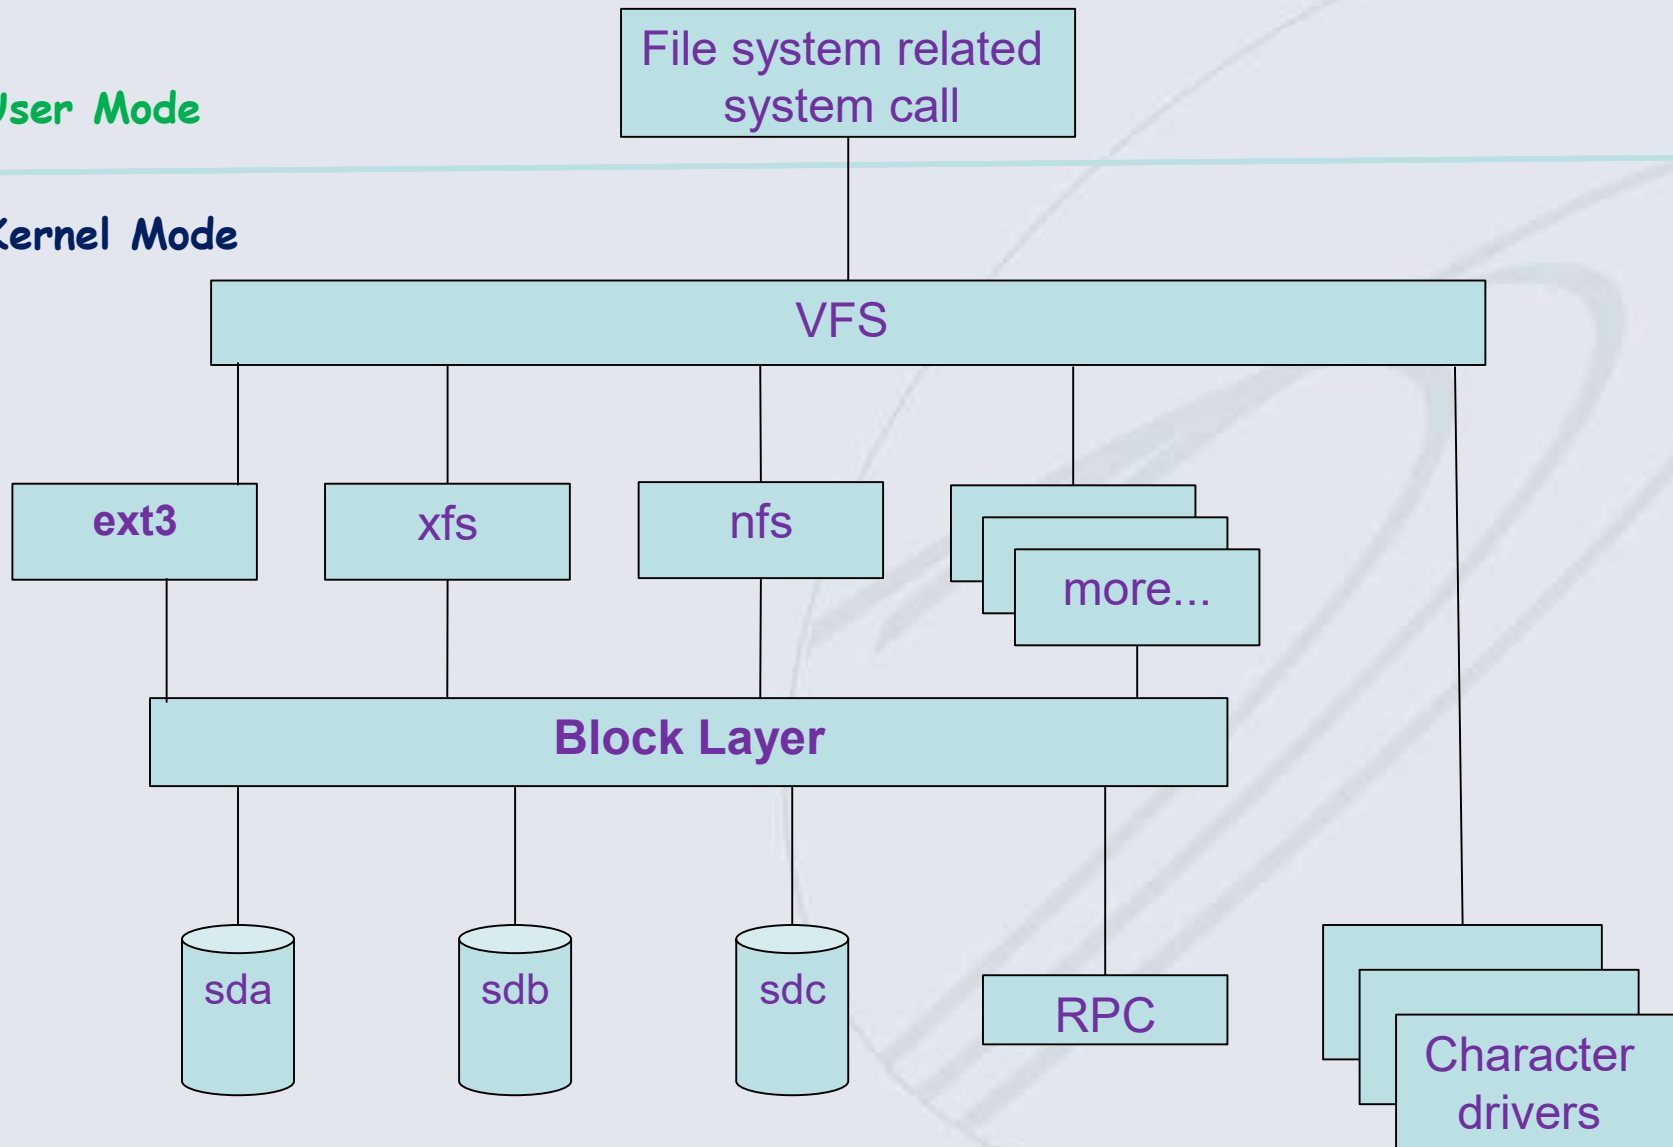 File system related
system call
User Mode
Kernel Mode
VFS
ext3
xfs
nfs
more...
Block Layer
sda
sdb
sdc
RPC
Character
drivers